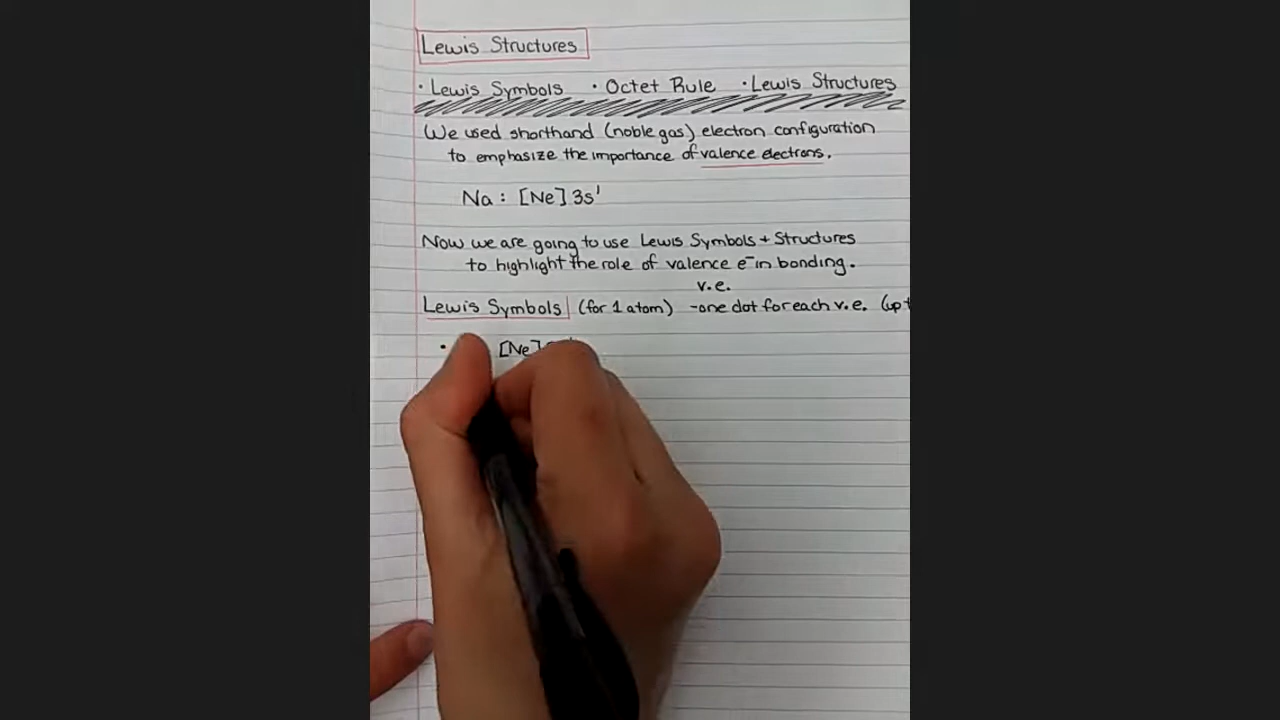 Lewis Structures
· Lewis Symbols · Octet Rule · Lewis Structures
We used shorthand (noble gas) electron configuration
to emphasize the importance of valence electrons.
Na : [Ne] 3s¹
Now we are going to use Lewis Symbols + Structures
to highlight the role of valence e⁻ in bonding.
v.e.
Lewis Symbols (for 1 atom) -one dot for each v.e. (up t
· [Ne]